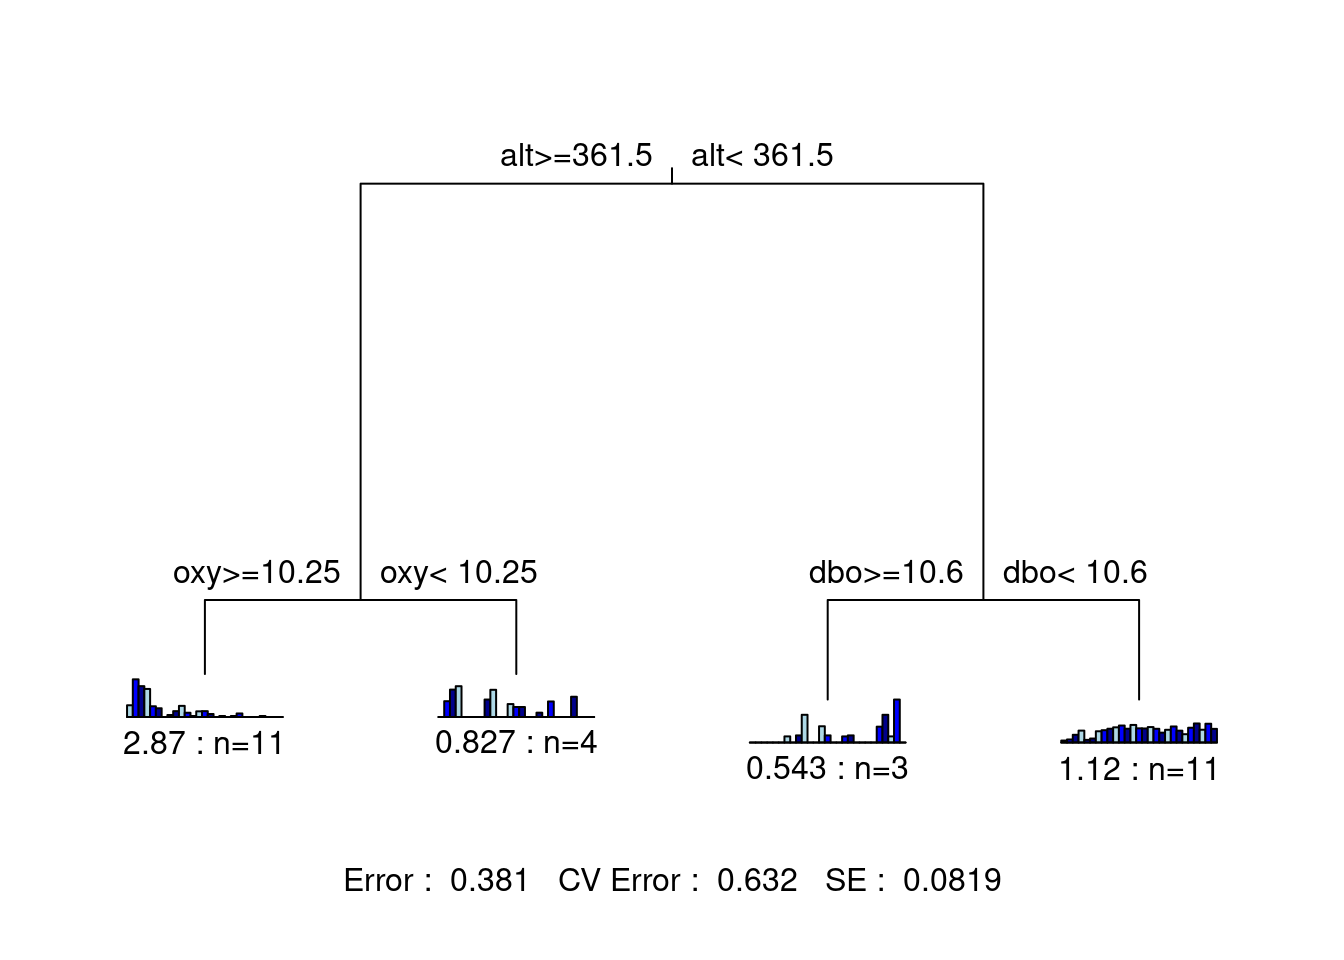 alt>=361.5 alt< 361.5
oxy>=10.25 oxy< 10.25 dbo>=10.6 dbo< 10.6
2.87 : n=11 0.827 : n=4 0.543 : n=3 1.12 : n=11
Error : 0.381 CV Error : 0.632 SE : 0.0819